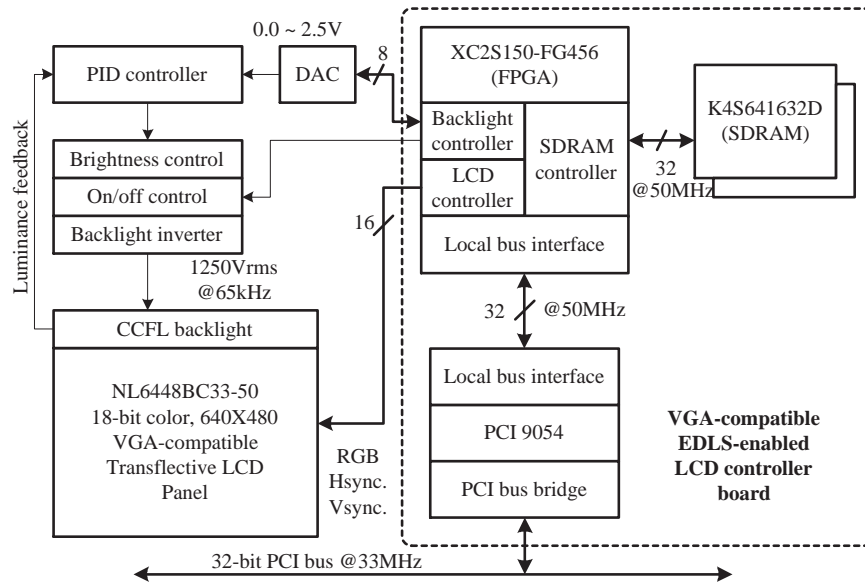 0.0 ~ 2.5V
PID controller
DAC
8
XC2S150-FG456
(FPGA)
K4S641632D
(SDRAM)
Luminance feedback
Brightness control
On/off control
Backlight inverter
Backlight
controller
LCD
controller
SDRAM
controller
32
@50MHz
16
Local bus interface
1250Vrms
@65kHz
32
@50MHz
CCFL backlight
NL6448BC33-50
18-bit color, 640X480
VGA-compatible
Transflective LCD
Panel
RGB
Hsync.
Vsync.
Local bus interface
PCI 9054
PCI bus bridge
VGA-compatible
EDLS-enabled
LCD controller
board
32-bit PCI bus @33MHz